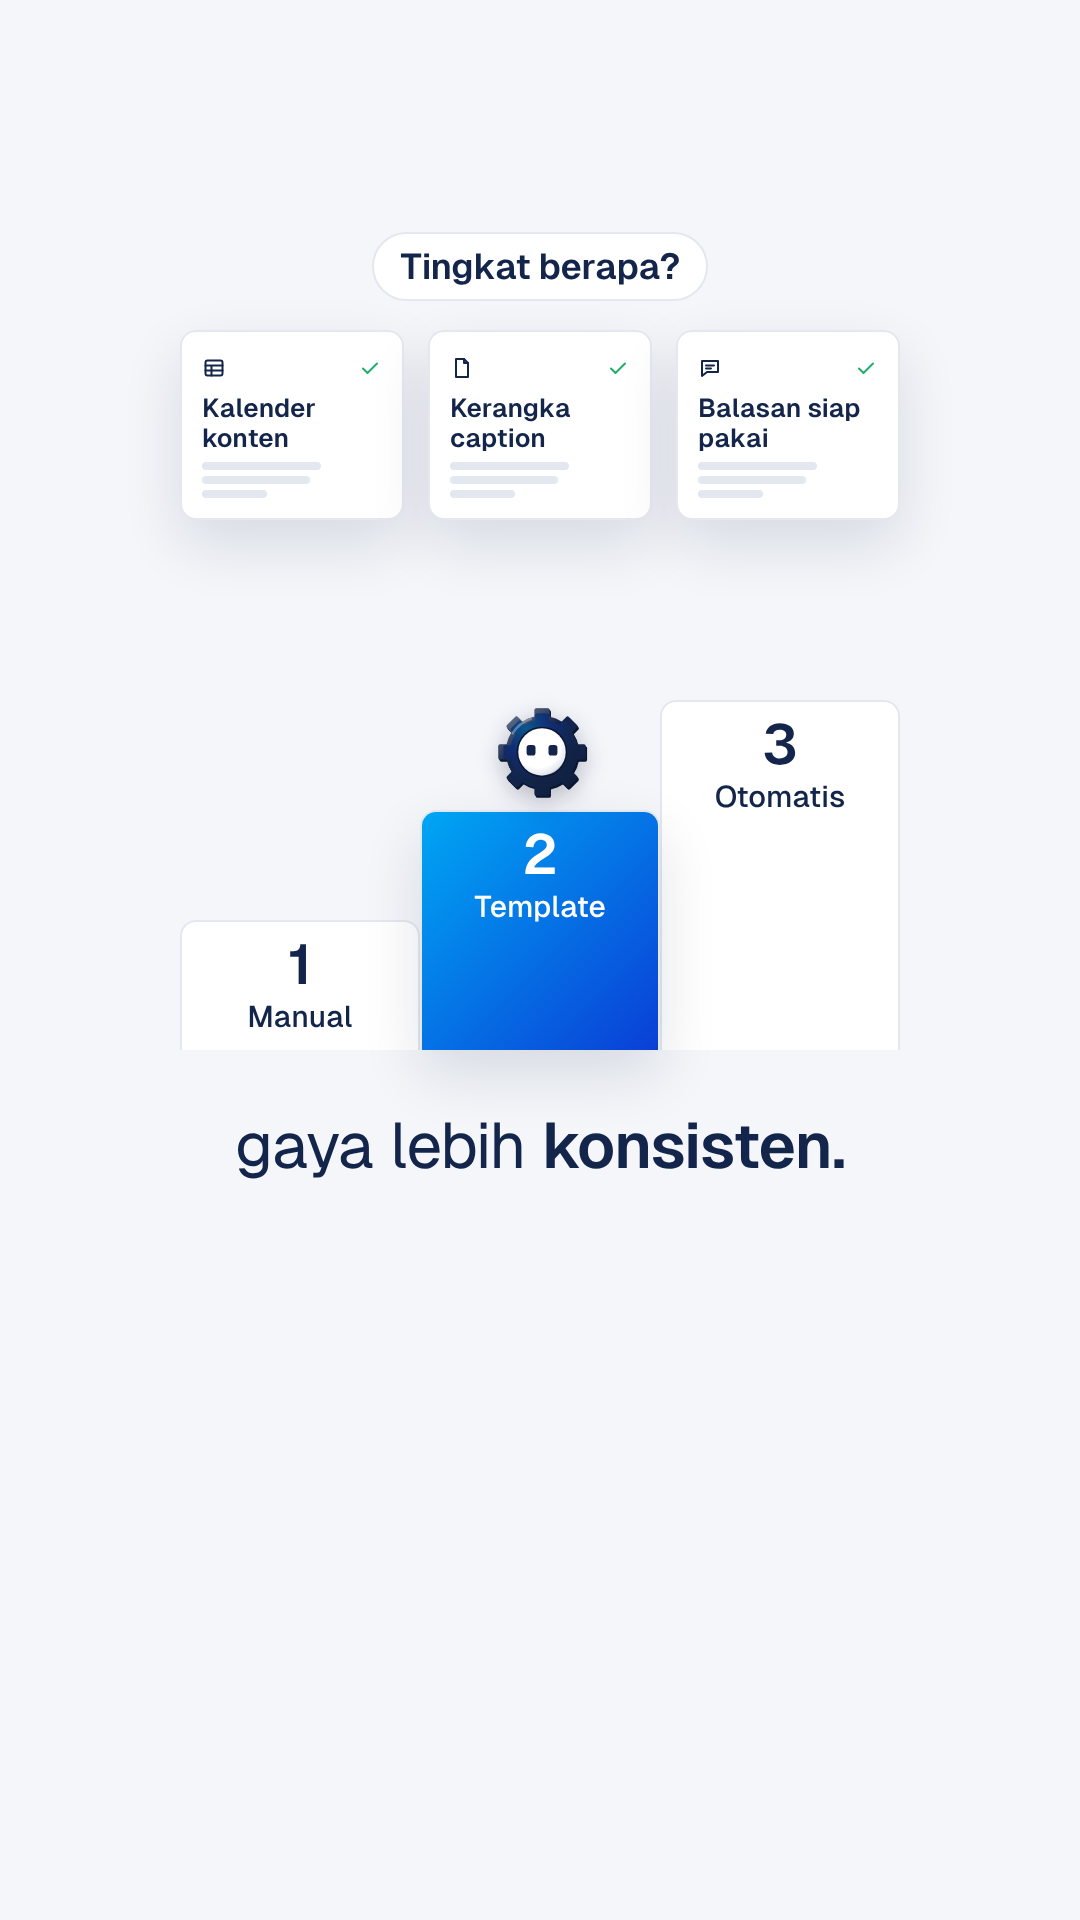 Tingkat berapa?
Kalender
konten
Kerangka
caption
Balasan siap
pakai
1
Manual
2
Template
3
Otomatis
gaya lebih konsisten.